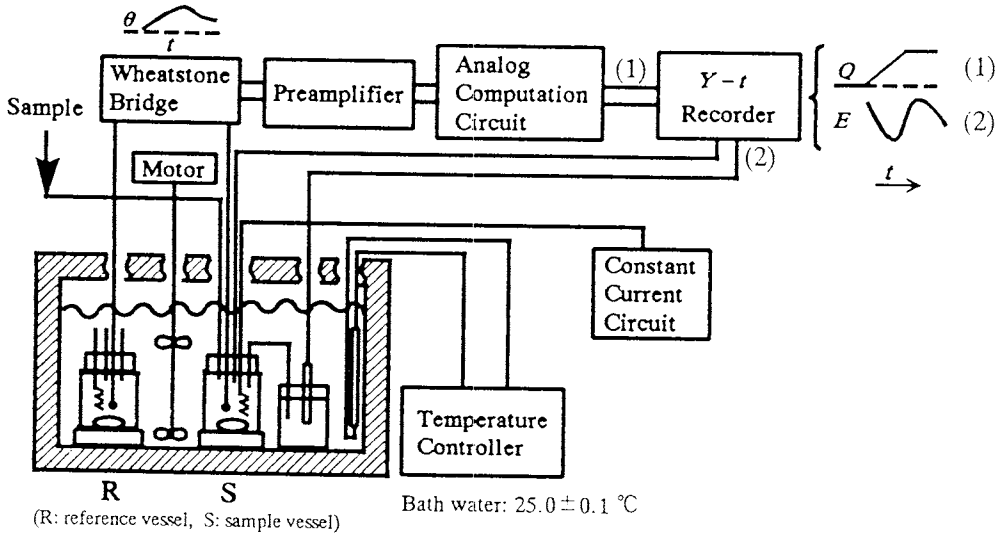 θ
t
Wheatstone
Bridge
Preamplifier
Analog
Computation
Circuit
(1)
Y – t
Recorder
(2)
Q
(1)
E
(2)
t
Sample
Motor
Constant
Current
Circuit
Temperature
Controller
R
S
Bath water: 25.0±0.1 ℃
(R: reference vessel, S: sample vessel)